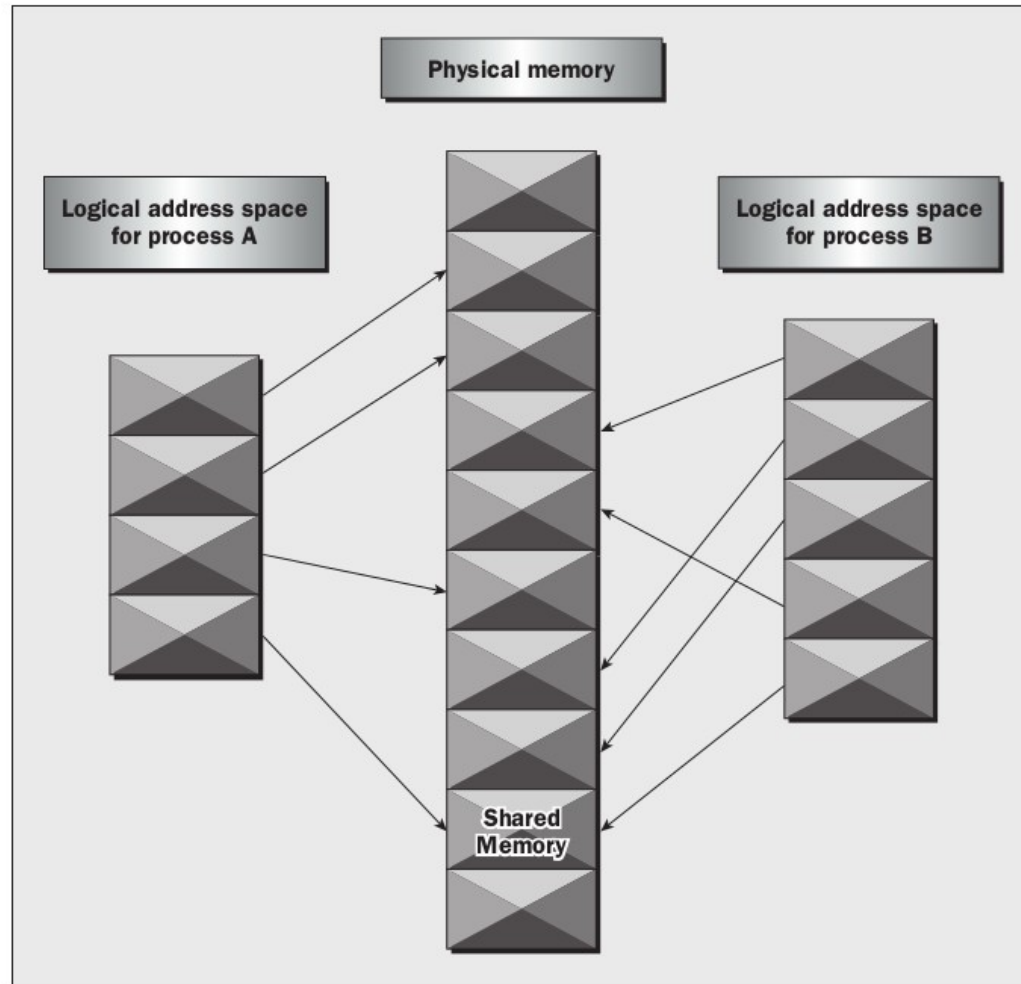 Physical memory
Logical address space
for process A
Logical address space
for process B
Shared
Memory